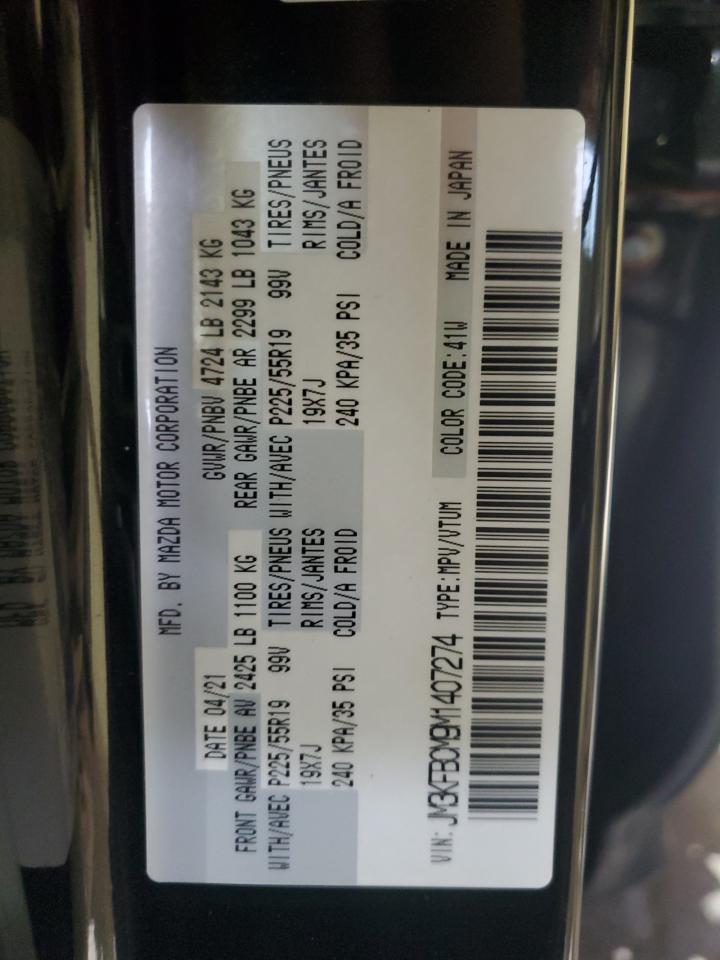 MFD. BY MAZDA MOTOR CORPORATION
DATE 04/21 GVWR/PNBV 4724 LB 2143 KG
FRONT GAWR/PNBE AV 2425 LB 1100 KG REAR GAWR/PNBE AR 2299 LB 1043 KG
WITH/AVEC P225/55R19 99V TIRES/PNEUS WITH/AVEC P225/55R19 99V TIRES/PNEUS
19X7J RIMS/JANTES 19X7J RIMS/JANTES
240 KPA/35 PSI COLD/A FROID 240 KPA/35 PSI COLD/A FROID
VIN: JM3KFBCM9M1407274 TYPE:MPV/VTUM COLOR CODE:41W MADE IN JAPAN